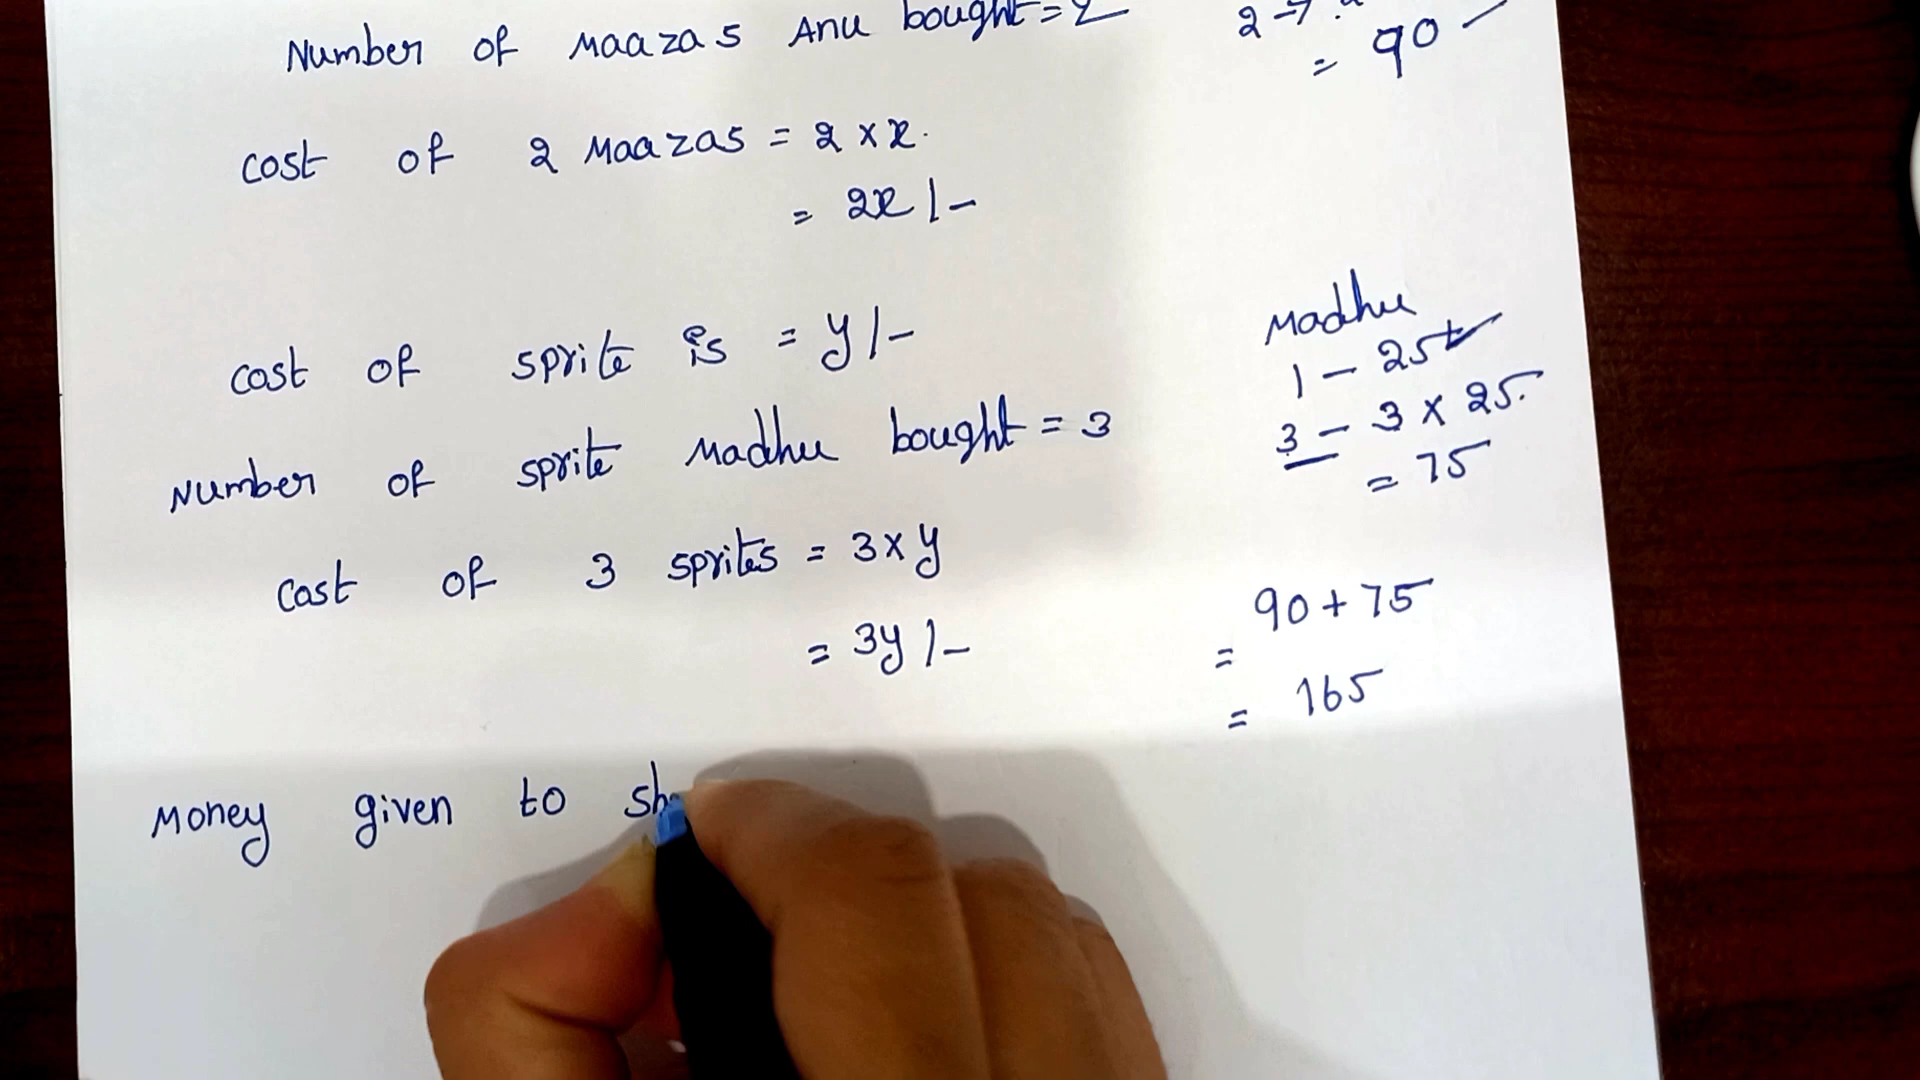 Number of Maazas Anu bought = 2
= 90
Cost of 2 Maazas = 2 × x.
= 2x/-
Cost of sprite is = y/-
Number of sprite Madhu bought = 3
Cost of 3 sprites = 3×y
= 3y/-
Money given to sh
Madhu
1 - 25
3 - 3 × 25.
= 75
90 + 75
=
= 165